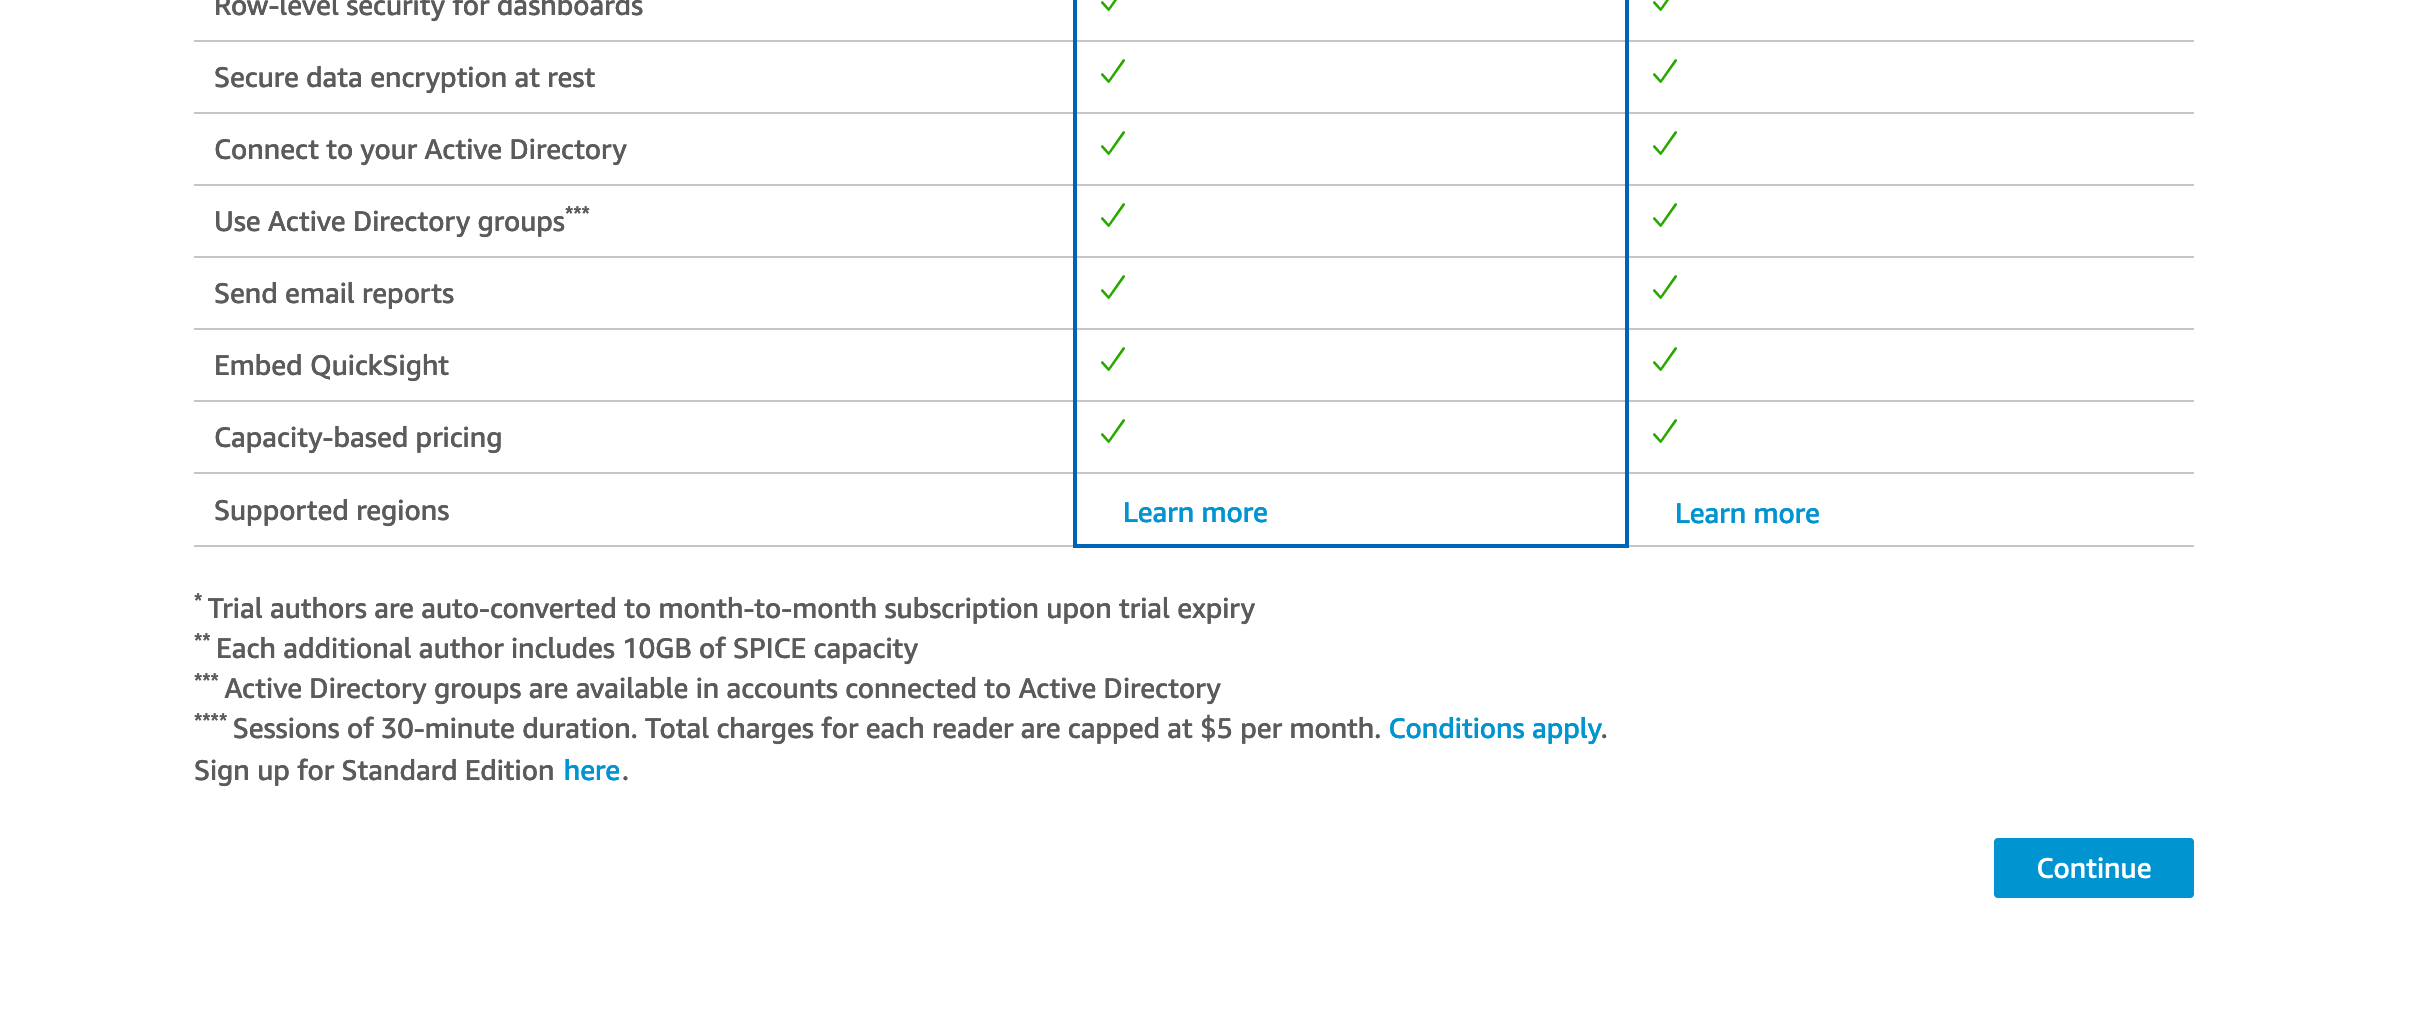 Row-level security for dashboards
Secure data encryption at rest
Connect to your Active Directory
Use Active Directory groups***
Send email reports
Embed QuickSight
Capacity-based pricing
Supported regions Learn more Learn more
* Trial authors are auto-converted to month-to-month subscription upon trial expiry
** Each additional author includes 10GB of SPICE capacity
*** Active Directory groups are available in accounts connected to Active Directory
**** Sessions of 30-minute duration. Total charges for each reader are capped at $5 per month. Conditions apply.
Sign up for Standard Edition here.
Continue